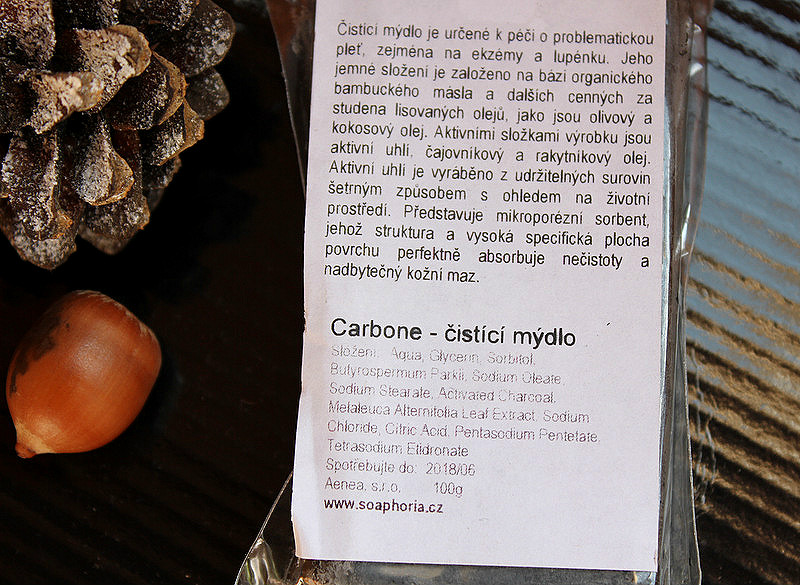 Čistící mýdlo je určené k péči o problematickou
pleť, zejména na ekzémy a lupénku. Jeho
jemné složení je založeno na bázi organického
bambuckého másla a dalších cenných za
studena lisovaných olejů, jako jsou olivový a
kokosový olej. Aktivními složkami výrobku jsou
aktivní uhlí, čajovníkový a rakytníkový olej.
Aktivní uhlí je vyráběno z udržitelných surovin
šetrným způsobem s ohledem na životní
prostředí. Představuje mikroporézní sorbent,
jehož struktura a vysoká specifická plocha
povrchu perfektně absorbuje nečistoty a
nadbytečný kožní maz.
Carbone - čistící mýdlo
Složení: Aqua, Glycerin, Sorbitol,
Butyrospermum Parkii, Sodium Oleate,
Sodium Stearate, Activated Charcoal,
Melaleuca Alternifolia Leaf Extract, Sodium
Chloride, Citric Acid, Pentasodium Pentetate,
Tetrasodium Etidronate
Spotřebujte do: 2018/06
Aenea, s.r.o. 100g
www.soaphoria.cz